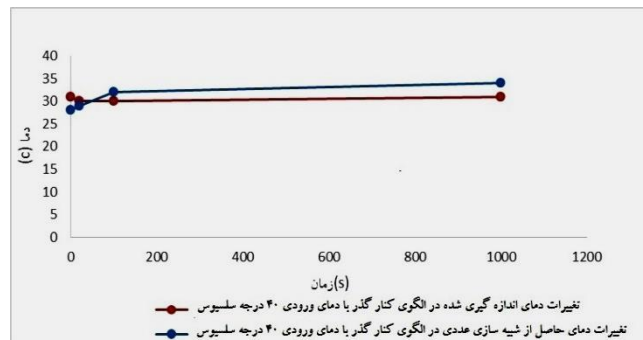 40
35
30
25
20
15
10
5
0
دما (c)
0 200 400 600 800 1000 1200
زمان(s)
تغییرات دمای اندازه گیری شده در الگوی کنار گذر با دمای ورودی ۴۰ درجه سلسیوس
تغییرات دمای حاصل از شبیه سازی عددی در الگوی کنار گذر با دمای ورودی ۴۰ درجه سلسیوس